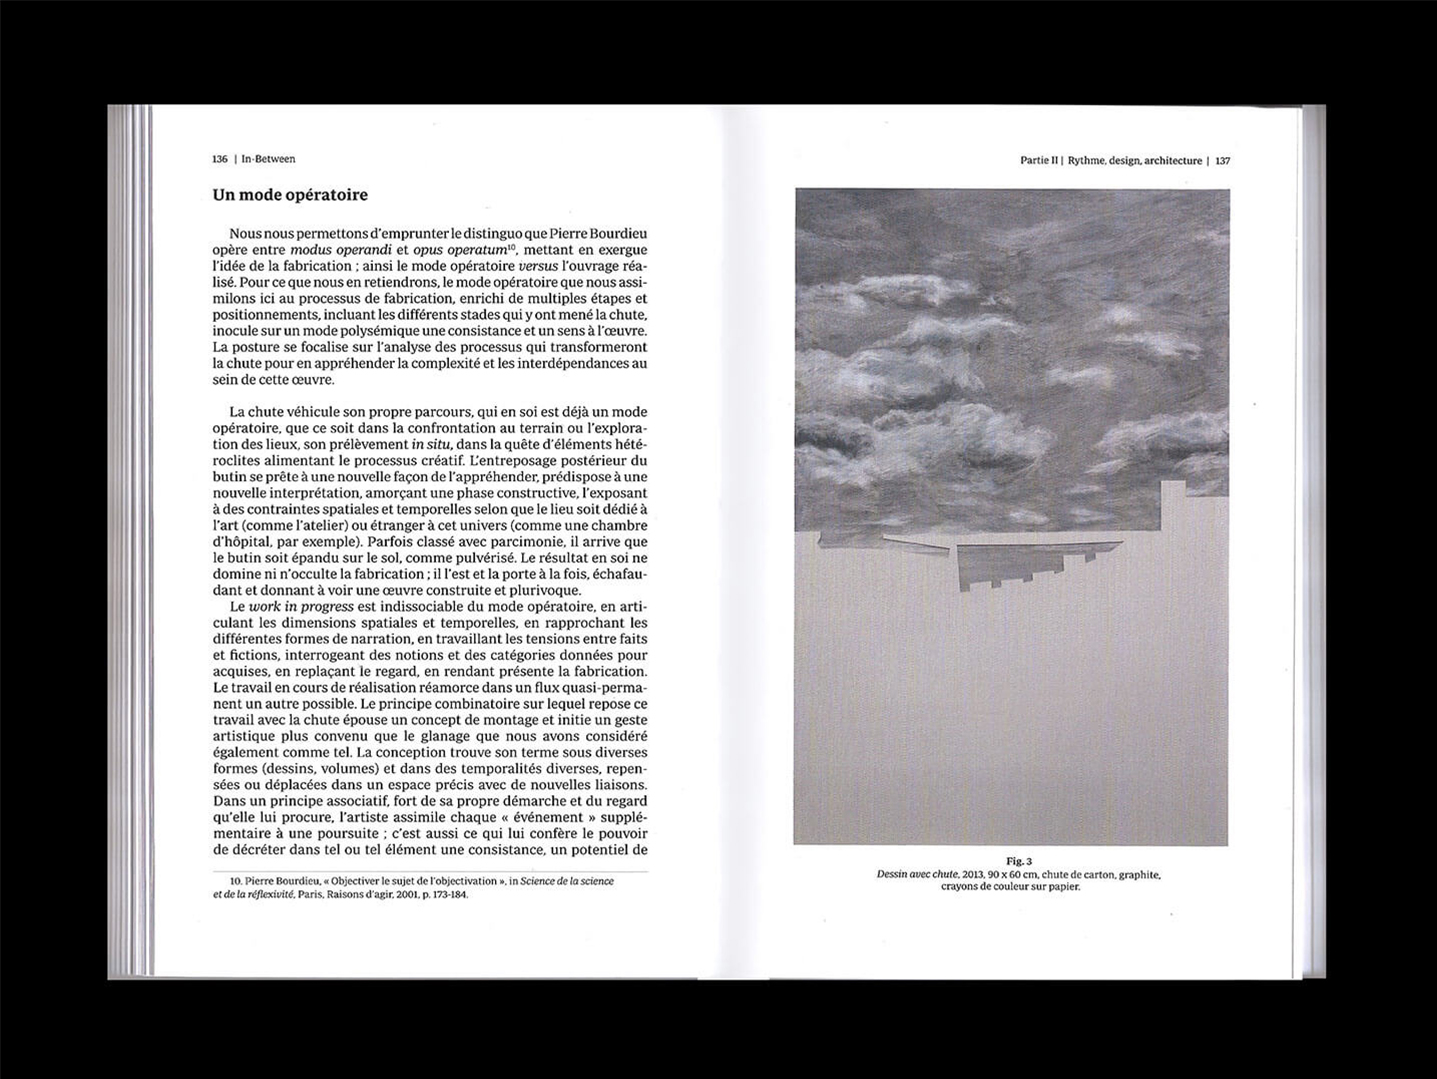 136 | In-Between
Un mode opératoire
Nous nous permettons d'emprunter le distinguo que Pierre Bourdieu
opère entre modus operandi et opus operatum¹⁰, mettant en exergue
l'idée de la fabrication ; ainsi le mode opératoire versus l'ouvrage réa-
lisé. Pour ce que nous en retiendrons, le mode opératoire que nous assi-
milons ici au processus de fabrication, enrichi de multiples étapes et
positionnements, incluant les différents stades qui y ont mené la chute,
inocule sur un mode polysémique une consistance et un sens à l'œuvre.
La posture se focalise sur l'analyse des processus qui transformeront
la chute pour en appréhender la complexité et les interdépendances au
sein de cette œuvre.
La chute véhicule son propre parcours, qui en soi est déjà un mode
opératoire, que ce soit dans la confrontation au terrain ou l'explora-
tion des lieux, son prélèvement in situ, dans la quête d'éléments hété-
roclites alimentant le processus créatif. L'entreposage postérieur du
butin se prête à une nouvelle façon de l'appréhender, prédispose à une
nouvelle interprétation, amorçant une phase constructive, l'exposant
à des contraintes spatiales et temporelles selon que le lieu soit dédié à
l'art (comme l'atelier) ou étranger à cet univers (comme une chambre
d'hôpital, par exemple). Parfois classé avec parcimonie, il arrive que
le butin soit épandu sur le sol, comme pulvérisé. Le résultat en soi ne
domine ni n'occulte la fabrication ; il l'est et la porte à la fois, échafau-
dant et donnant à voir une œuvre construite et plurivoque.
Le work in progress est indissociable du mode opératoire, en arti-
culant les dimensions spatiales et temporelles, en rapprochant les
différentes formes de narration, en travaillant les tensions entre faits
et fictions, interrogeant des notions et des catégories données pour
acquises, en replaçant le regard, en rendant présente la fabrication.
Le travail en cours de réalisation réamorce dans un flux quasi-perma-
nent un autre possible. Le principe combinatoire sur lequel repose ce
travail avec la chute épouse un concept de montage et initie un geste
artistique plus convenu que le glanage que nous avons considéré
également comme tel. La conception trouve son terme sous diverses
formes (dessins, volumes) et dans des temporalités diverses, repen-
sées ou déplacées dans un espace précis avec de nouvelles liaisons.
Dans un principe associatif, fort de sa propre démarche et du regard
qu'elle lui procure, l'artiste assimile chaque « événement » supplé-
mentaire à une poursuite ; c'est aussi ce qui lui confère le pouvoir
de décréter dans tel ou tel élément une consistance, un potentiel de
10. Pierre Bourdieu, « Objectiver le sujet de l'objectivation », in Science de la science
et de la réflexivité, Paris, Raisons d'agir, 2001, p. 173-184.
Partie II | Rythme, design, architecture | 137
Fig. 3
Dessin avec chute, 2013, 90 x 60 cm, chute de carton, graphite,
crayons de couleur sur papier.